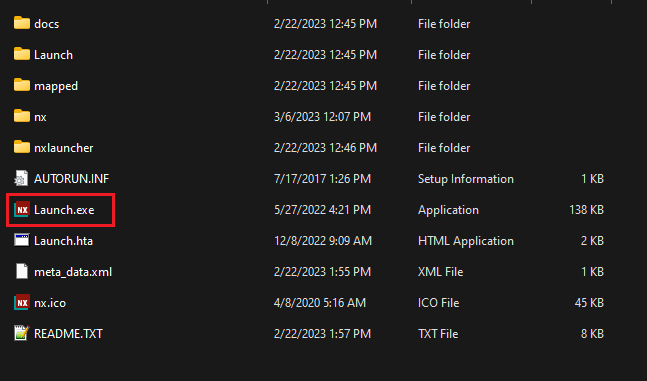 docs 2/22/2023 12:45 PM File folder
Launch 2/22/2023 12:45 PM File folder
mapped 2/22/2023 12:45 PM File folder
nx 3/6/2023 12:07 PM File folder
nxlauncher 2/22/2023 12:46 PM File folder
AUTORUN.INF 7/17/2017 1:26 PM Setup Information 1 KB
NX Launch.exe 5/27/2022 4:21 PM Application 138 KB
Launch.hta 12/8/2022 9:09 AM HTML Application 2 KB
meta_data.xml 2/22/2023 1:55 PM XML File 1 KB
NX nx.ico 4/8/2020 5:16 AM ICO File 45 KB
README.TXT 2/22/2023 1:57 PM TXT File 8 KB